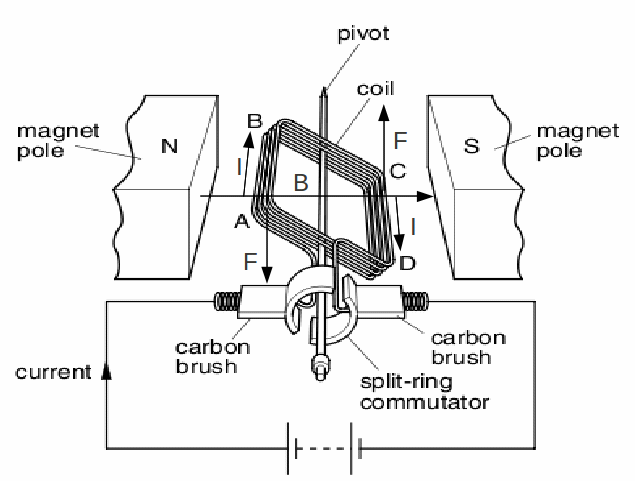 pivot
coil
magnet
pole
N
B
I
A
F
B
F
C
I
D
S
magnet
pole
carbon
brush
carbon
brush
current
split-ring
commutator